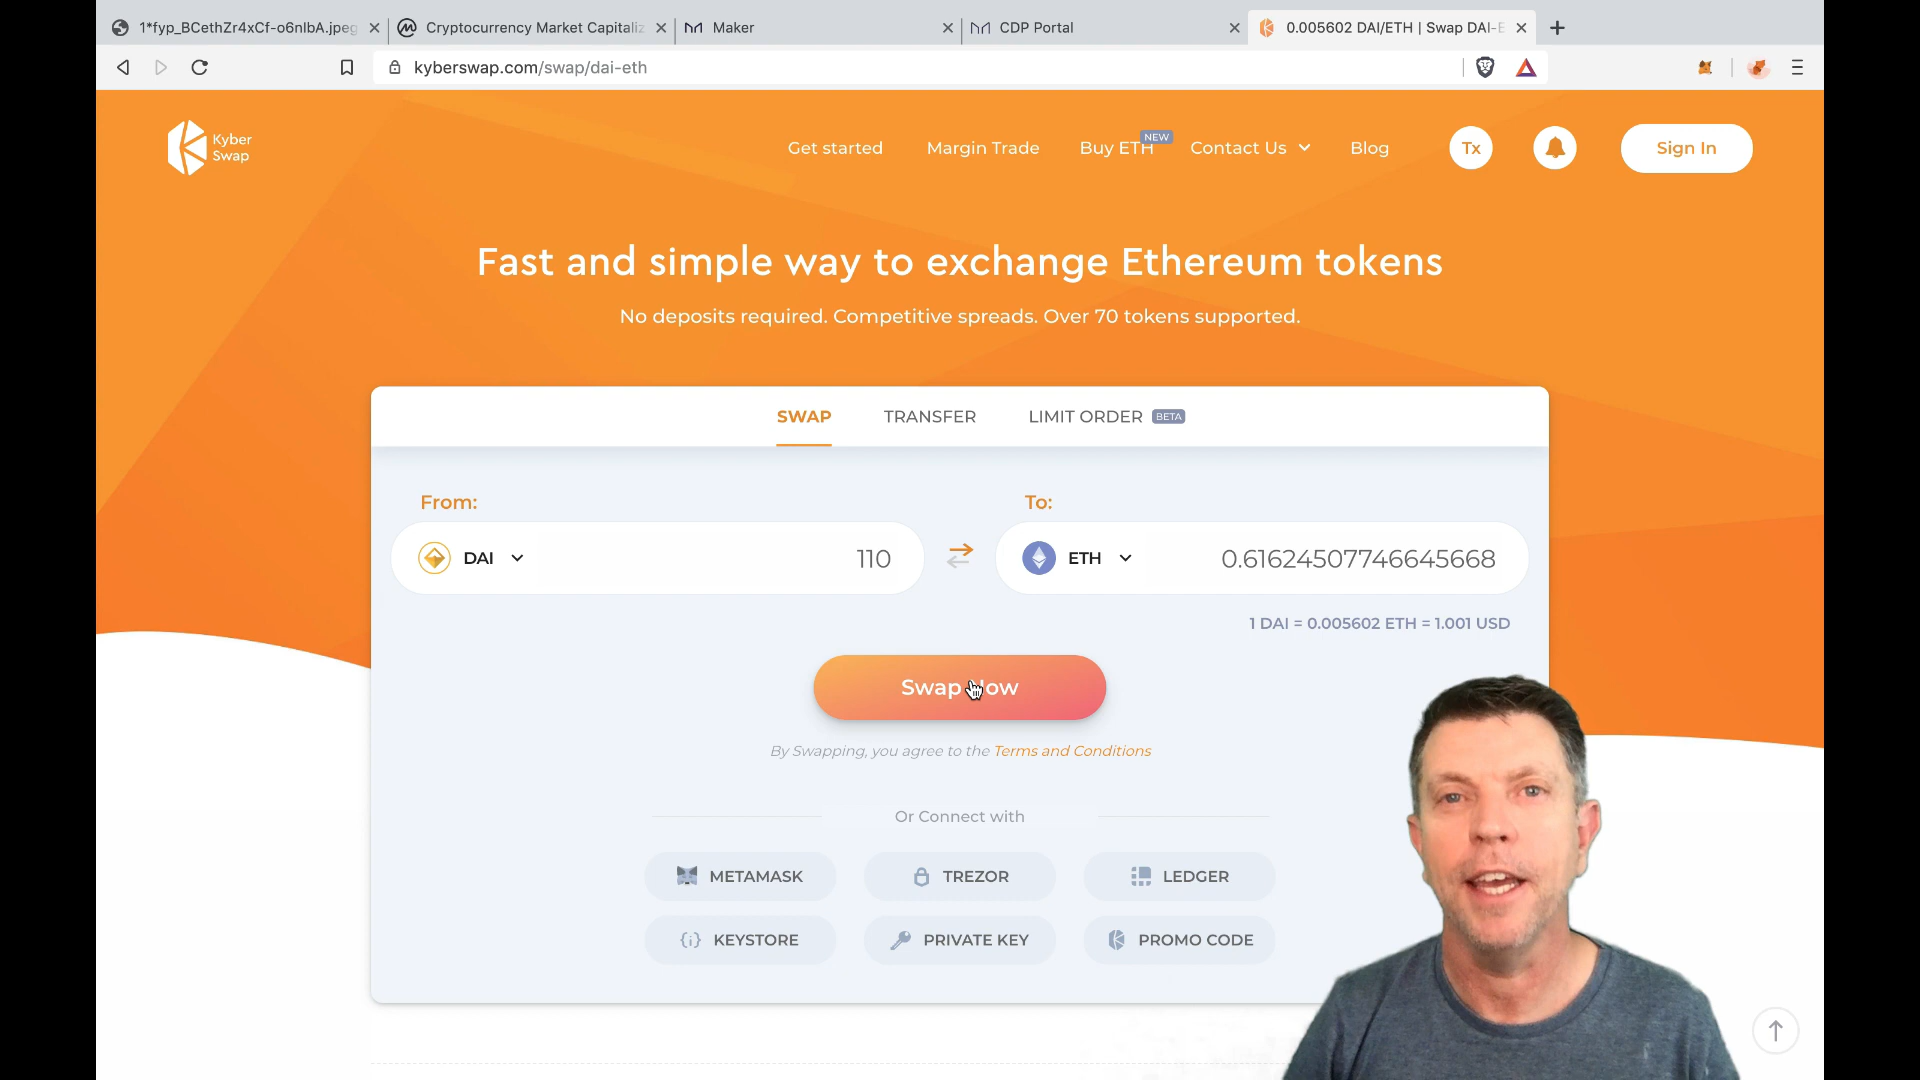 1*fyp_BCethZr4xCf-o6nlbA.jpeg
Cryptocurrency Market Capitaliz
Maker
CDP Portal
0.005602 DAI/ETH | Swap DAI-E
kyberswap.com/swap/dai-eth
Kyber
Swap
Get started
Margin Trade
Buy ETH
NEW
Contact Us
Blog
Tx
Sign In
Fast and simple way to exchange Ethereum tokens
No deposits required. Competitive spreads. Over 70 tokens supported.
SWAP
TRANSFER
LIMIT ORDER BETA
From:
To:
DAI
110
ETH
0.61624507746645668
1 DAI = 0.005602 ETH = 1.001 USD
Swap Now
By Swapping, you agree to the Terms and Conditions
Or Connect with
METAMASK
TREZOR
LEDGER
KEYSTORE
PRIVATE KEY
PROMO CODE